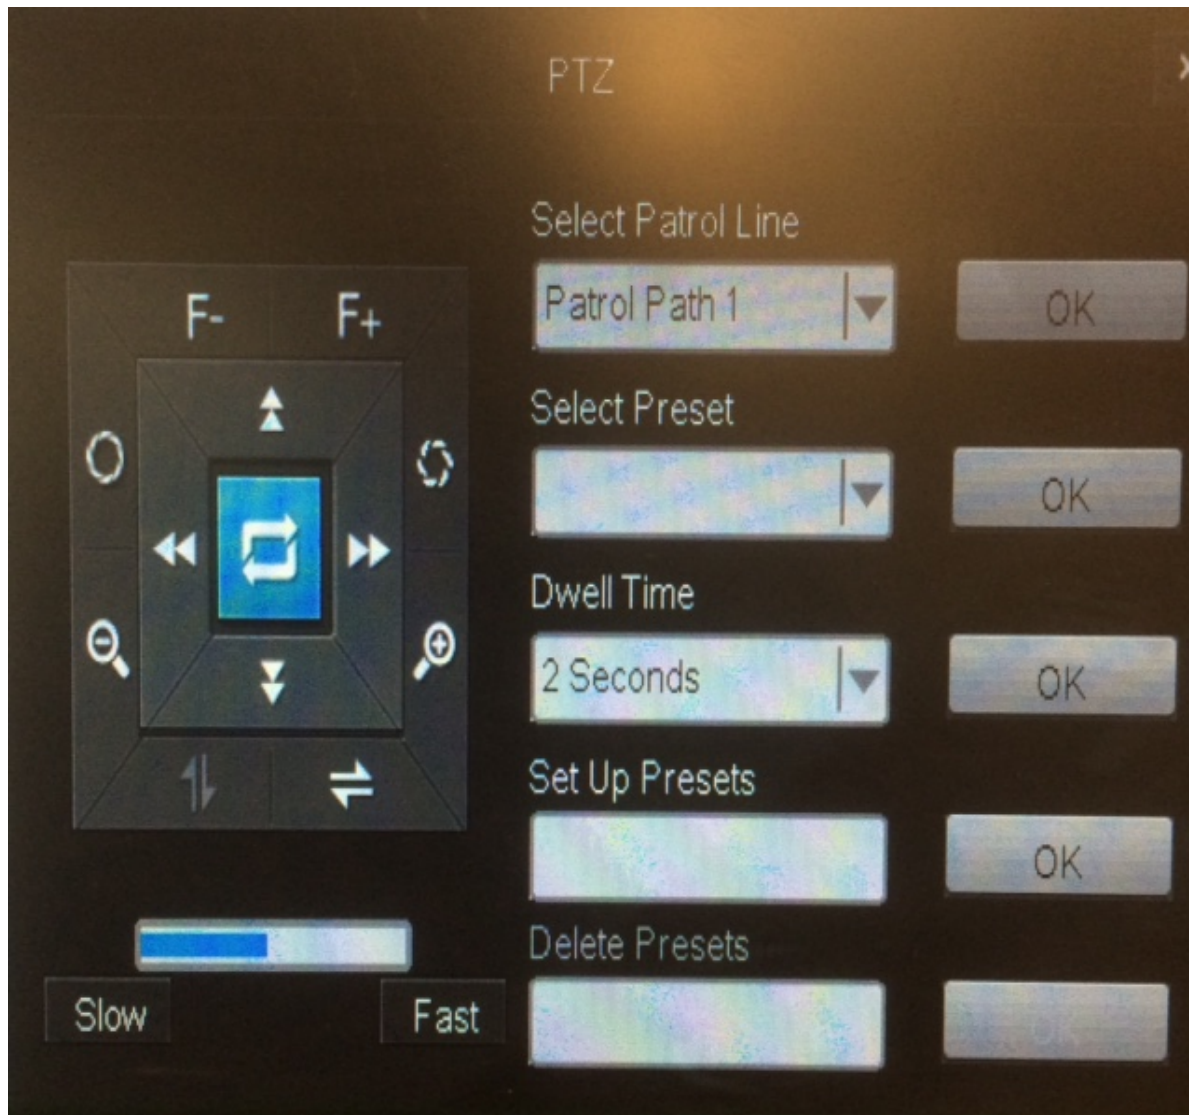 PTZ
X
Select Patrol Line
Patrol Path 1
OK
F-
F+
Select Preset
OK
Dwell Time
2 Seconds
OK
Set Up Presets
OK
Delete Presets
OK
Slow
Fast